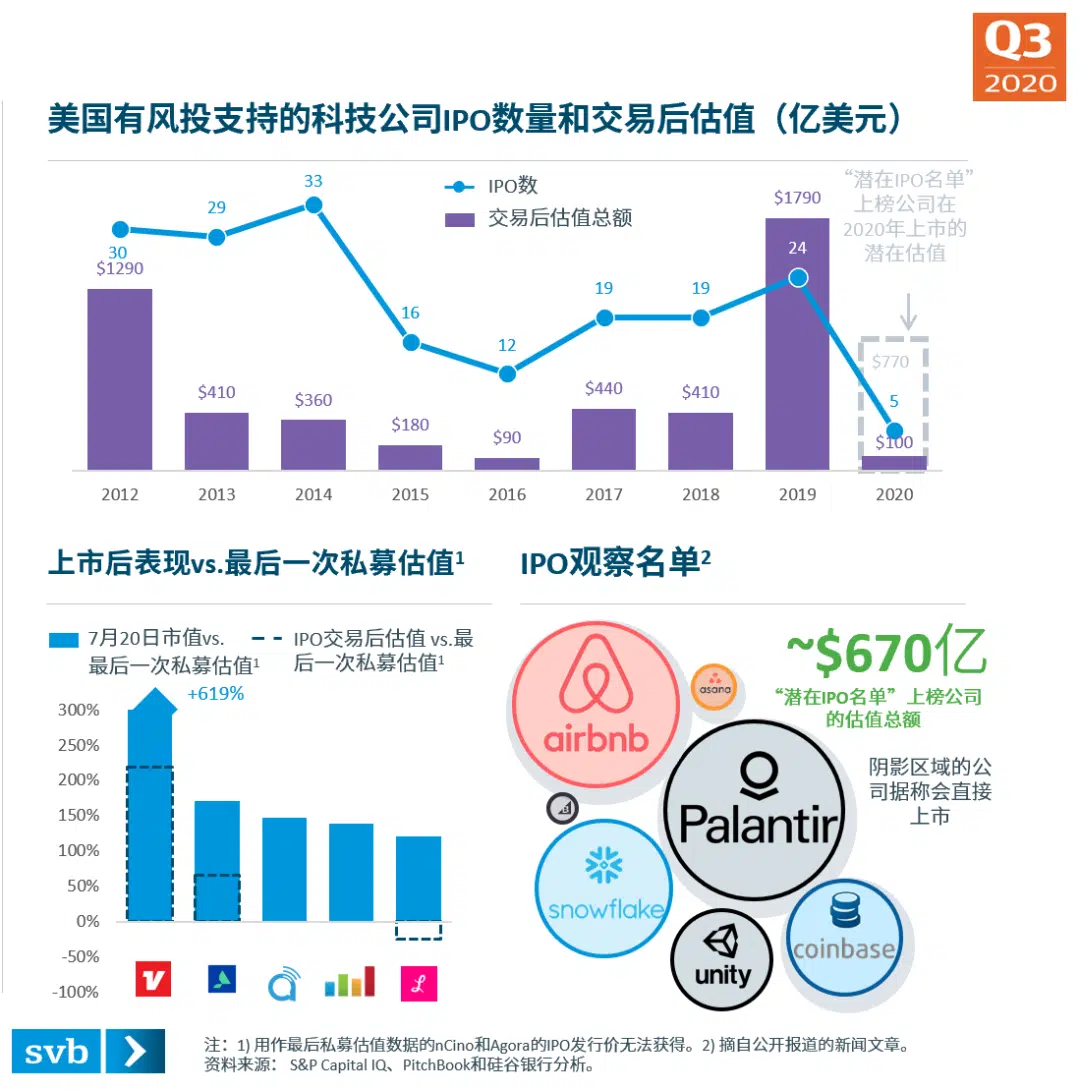 Q3
2020
美国有风投支持的科技公司IPO数量和交易后估值（亿美元）
IPO数
交易后估值总额
“潜在IPO名单”
上榜公司在
2020年上市的
潜在估值
30
29
33
16
12
19
19
24
5
$1290
$410
$360
$180
$90
$440
$410
$1790
$770
$100
2012
2013
2014
2015
2016
2017
2018
2019
2020
上市后表现vs.最后一次私募估值1
7月20日市值vs.
最后一次私募估值1
IPO交易后估值 vs.最
后一次私募估值1
+619%
300%
250%
200%
150%
100%
50%
0%
-50%
-100%
IPO观察名单2
airbnb
asana
Palantir
snowflake
unity
coinbase
~$670亿
“潜在IPO名单”上榜公司
的估值总额
阴影区域的公
司据称会直接
上市
svb
注：1) 用作最后私募估值数据的nCino和Agora的IPO发行价无法获得。2) 摘自公开报道的新闻文章。
资料来源： S&P Capital IQ、PitchBook和硅谷银行分析。